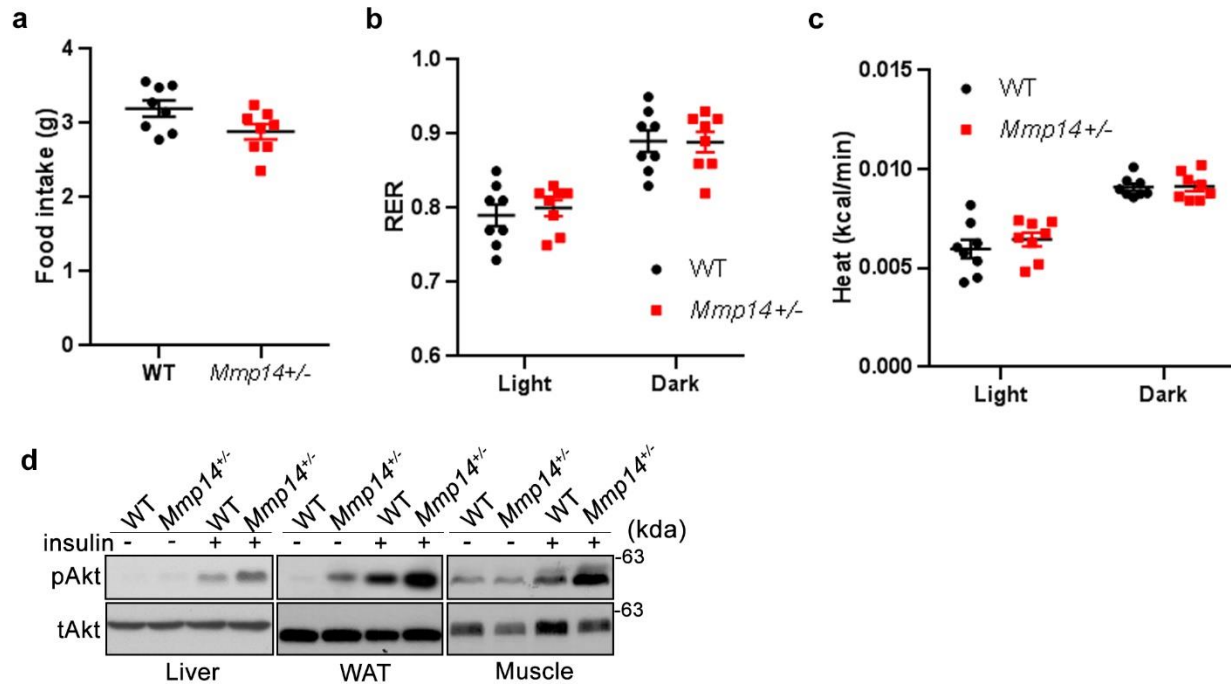 a
Food intake (g)
4
3
2
1
0
WT
Mmp14+/-
b
RER
1.0
0.9
0.8
0.7
0.6
WT
Mmp14+/-
Light
Dark
c
Heat (kcal/min)
0.015
0.010
0.005
0.000
WT
Mmp14+/-
Light
Dark
d
WT Mmp14+/- WT Mmp14+/- WT Mmp14+/- WT Mmp14+/- WT Mmp14+/- WT Mmp14+/-
(kda)
insulin - - + + - - + + - - + +
pAkt -63
tAkt -63
Liver WAT Muscle